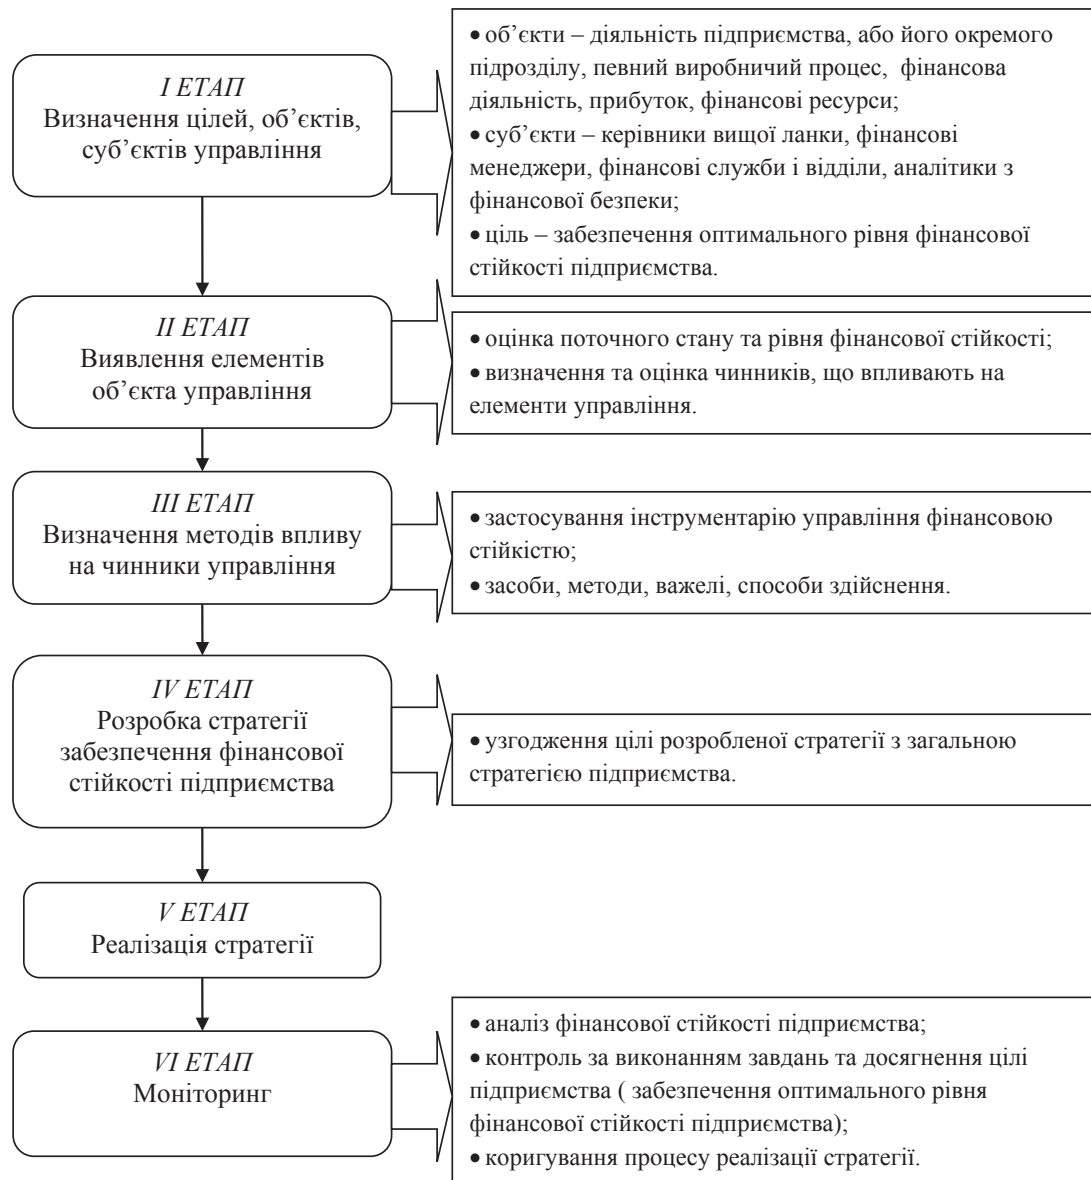 I ЕТАП
Визначення цілей, об’єктів,
суб’єктів управління
• об’єкти – діяльність підприємства, або його окремого
підрозділу, певний виробничий процес, фінансова
діяльність, прибуток, фінансові ресурси;
• суб’єкти – керівники вищої ланки, фінансові
менеджери, фінансові служби і відділи, аналітики з
фінансової безпеки;
• ціль – забезпечення оптимального рівня фінансової
стійкості підприємства.
II ЕТАП
Виявлення елементів
об’єкта управління
• оцінка поточного стану та рівня фінансової стійкості;
• визначення та оцінка чинників, що впливають на
елементи управління.
III ЕТАП
Визначення методів впливу
на чинники управління
• застосування інструментарію управління фінансовою
стійкістю;
• засоби, методи, важелі, способи здійснення.
IV ЕТАП
Розробка стратегії
забезпечення фінансової
стійкості підприємства
• узгодження цілі розробленої стратегії з загальною
стратегією підприємства.
V ЕТАП
Реалізація стратегії
VI ЕТАП
Моніторинг
• аналіз фінансової стійкості підприємства;
• контроль за виконанням завдань та досягнення цілі
підприємства ( забезпечення оптимального рівня
фінансової стійкості підприємства);
• коригування процесу реалізації стратегії.